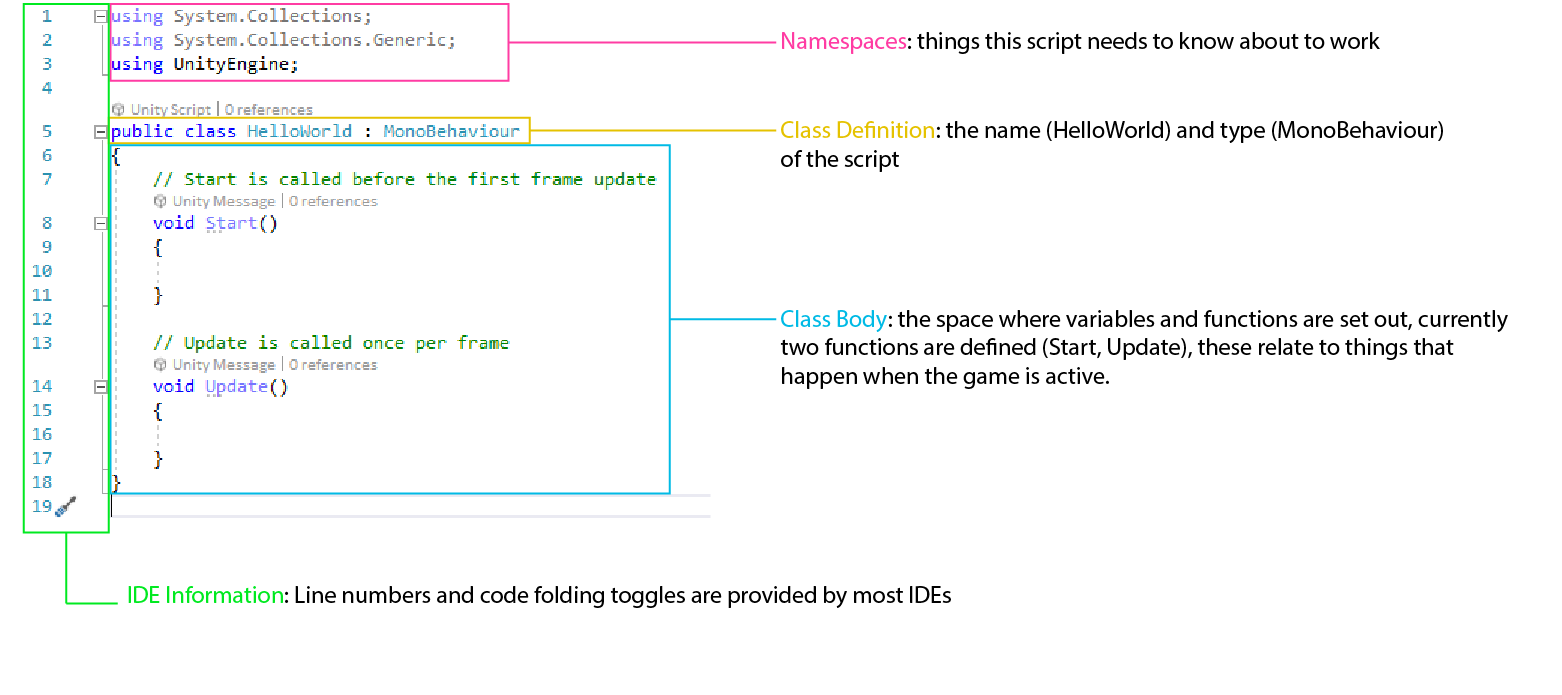 1 using System.Collections;
2 using System.Collections.Generic;
3 using UnityEngine;
4
Unity Script | 0 references
5 public class HelloWorld : MonoBehaviour
6 {
7 // Start is called before the first frame update
Unity Message | 0 references
8 void Start()
9 {
10
11 }
12
13 // Update is called once per frame
Unity Message | 0 references
14 void Update()
15 {
16
17 }
18 }
19
Namespaces: things this script needs to know about to work
Class Definition: the name (HelloWorld) and type (MonoBehaviour)
of the script
Class Body: the space where variables and functions are set out, currently
two functions are defined (Start, Update), these relate to things that
happen when the game is active.
IDE Information: Line numbers and code folding toggles are provided by most IDEs